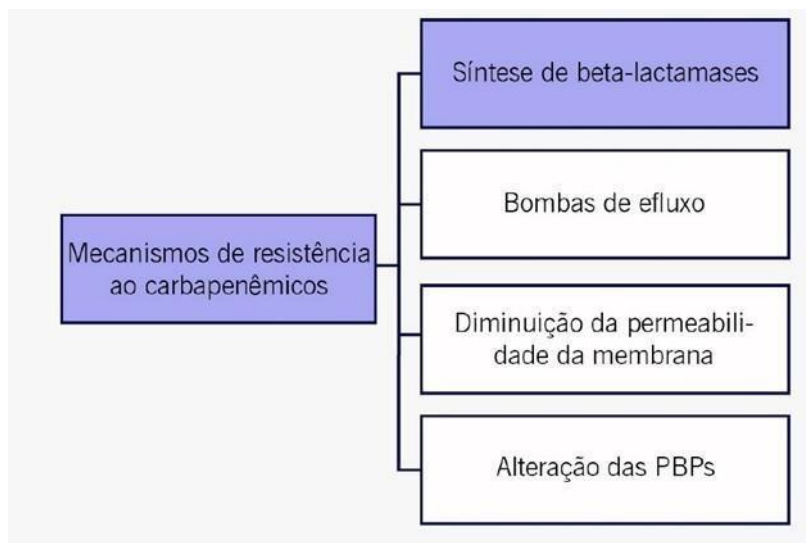 Síntese de beta-lactamases
Bombas de efluxo
Mecanismos de resistência
ao carbapenêmicos
Diminuição da permeabili-
dade da membrana
Alteração das PBPs